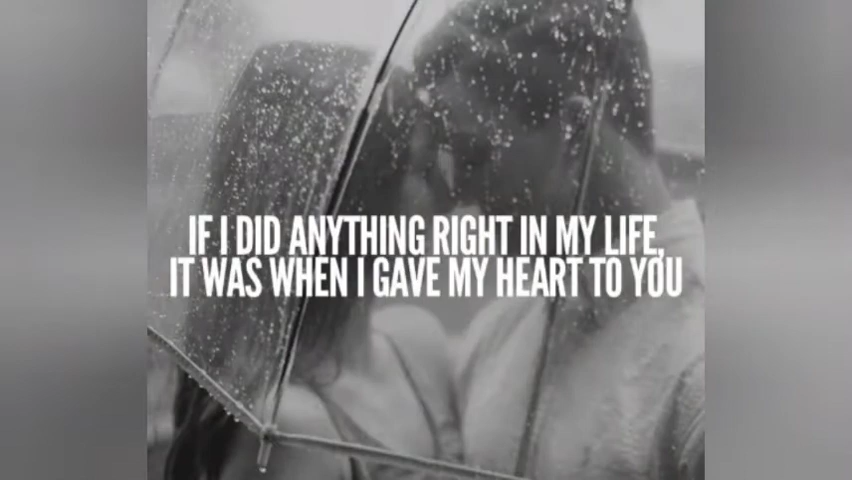 IF I DID ANYTHING RIGHT IN MY LIFE,
IT WAS WHEN I GAVE MY HEART TO YOU